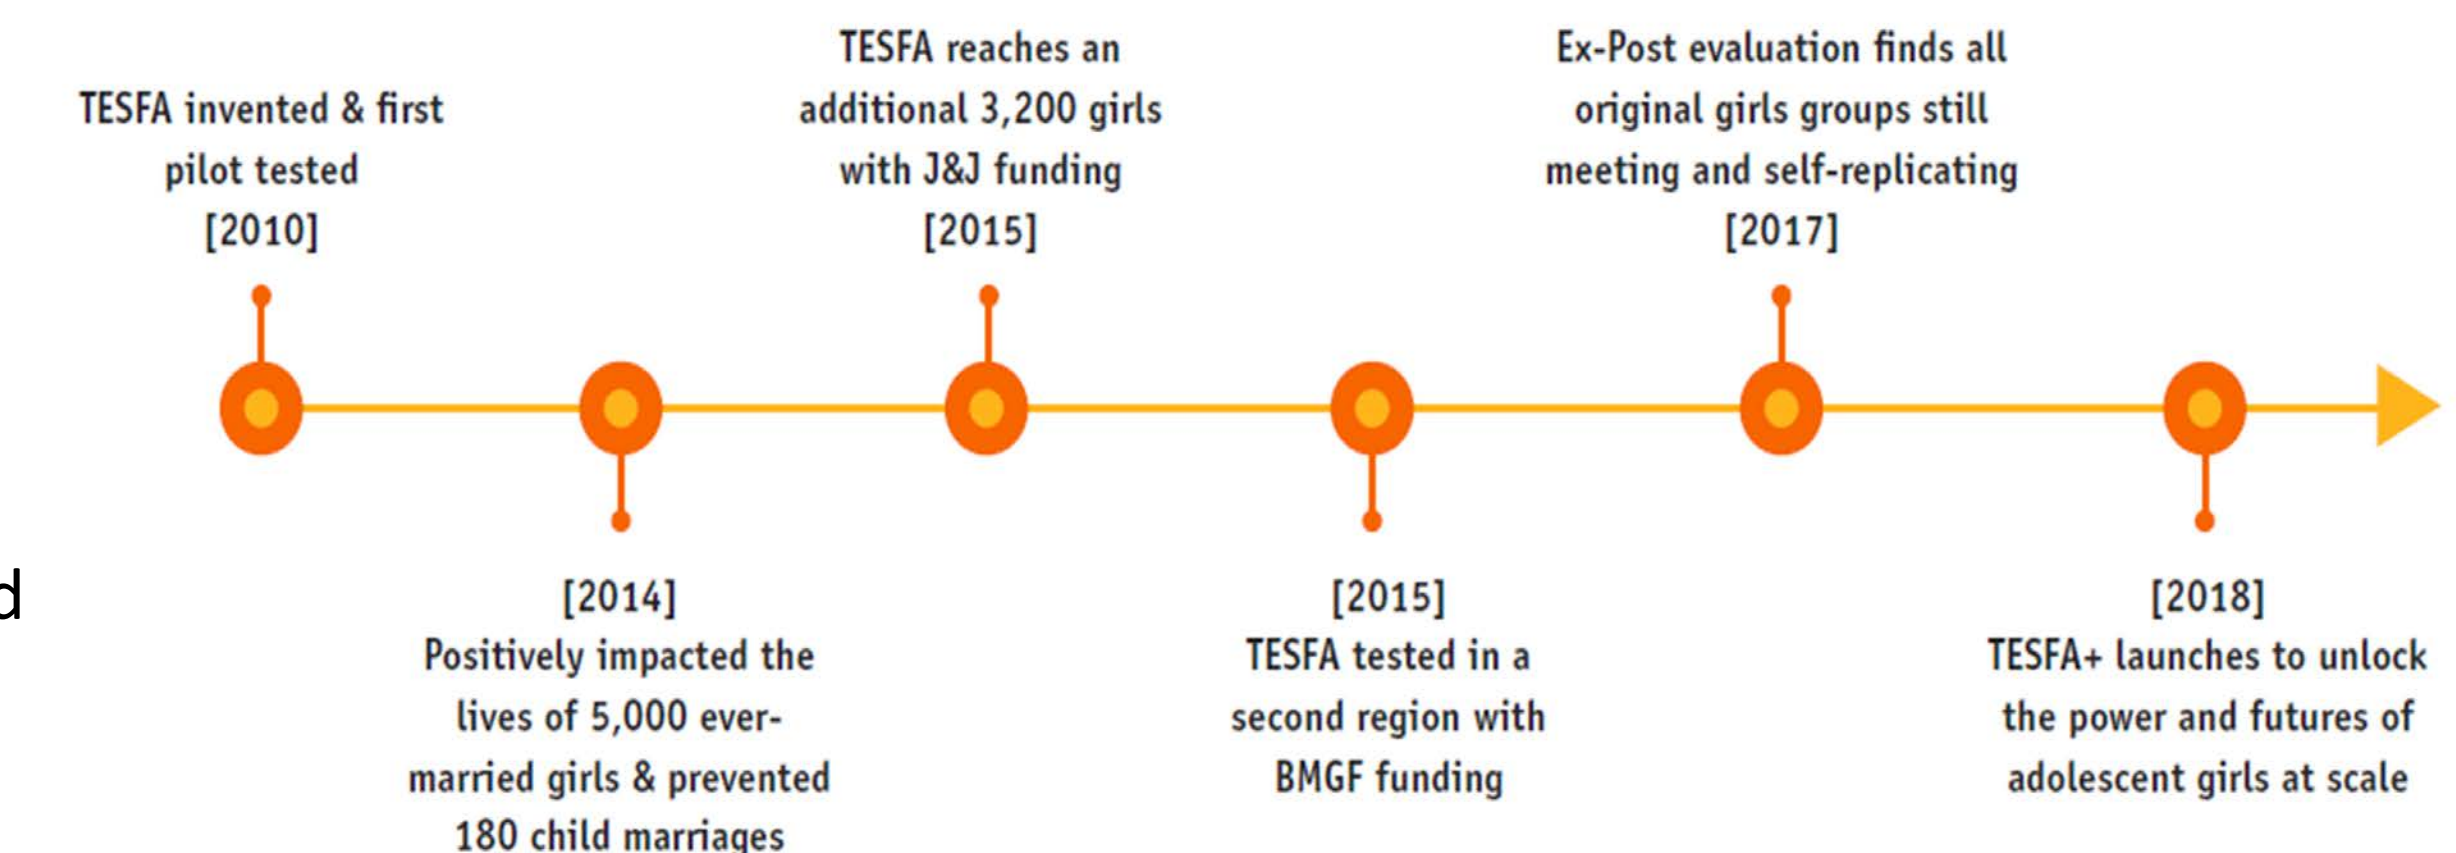 TESFA invented & first
pilot tested
[2010]
[2014]
Positively impacted the
lives of 5,000 ever-
married girls & prevented
180 child marriages
TESFA reaches an
additional 3,200 girls
with J&J funding
[2015]
[2015]
TESFA tested in a
second region with
BMGF funding
Ex-Post evaluation finds all
original girls groups still
meeting and self-replicating
[2017]
[2018]
TESFA+ launches to unlock
the power and futures of
adolescent girls at scale
d